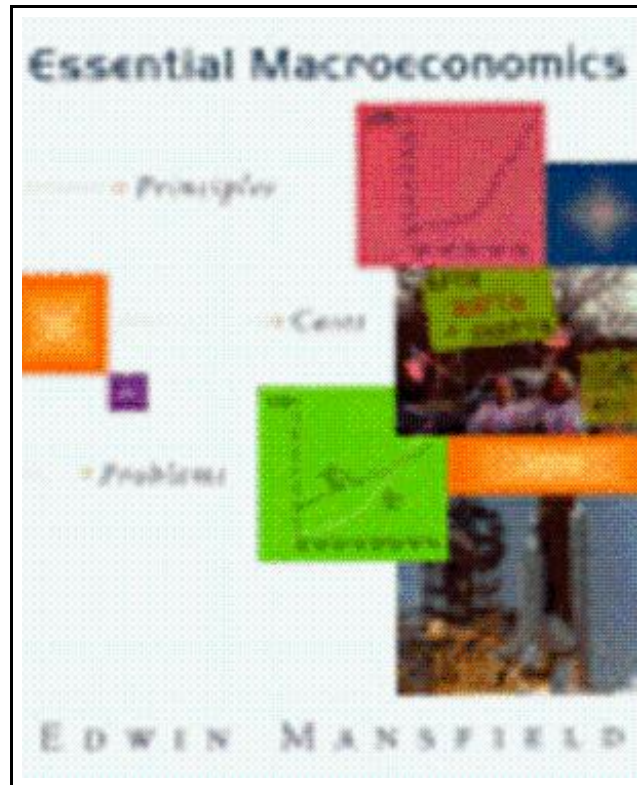 Essential Macroeconomics
Principles
Cases
Problems
EDWIN MANSFIELD